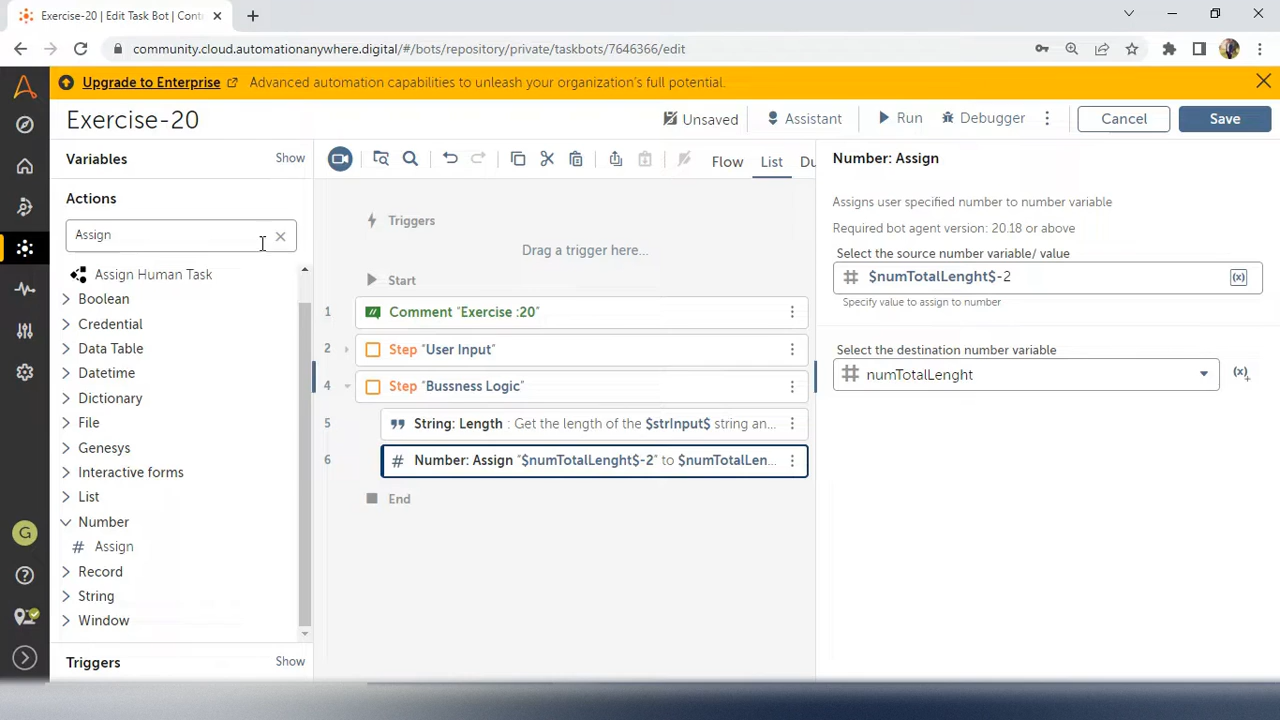 Exercise-20 | Edit Task Bot | Cont
community.cloud.automationanywhere.digital/#/bots/repository/private/taskbots/7646366/edit
Upgrade to Enterprise Advanced automation capabilities to unleash your organization's full potential.
Exercise-20
Unsaved
Assistant
Run
Debugger
Cancel
Save
Variables
Show
Actions
Assign
Assign Human Task
Boolean
Credential
Data Table
Datetime
Dictionary
File
Genesys
Interactive forms
List
Number
# Assign
Record
String
Window
Triggers
Show
Flow
List
Du
Triggers
Drag a trigger here...
Start
1 Comment "Exercise :20"
2 Step "User Input"
4 Step "Bussness Logic"
5 String: Length : Get the length of the $strInput$ string an...
6 # Number: Assign "$numTotalLenght$-2" to $numTotalLen...
End
Number: Assign
Assigns user specified number to number variable
Required bot agent version: 20.18 or above
Select the source number variable/ value
# $numTotalLenght$-2 (x)
Specify value to assign to number
Select the destination number variable
# numTotalLenght (x)+
G